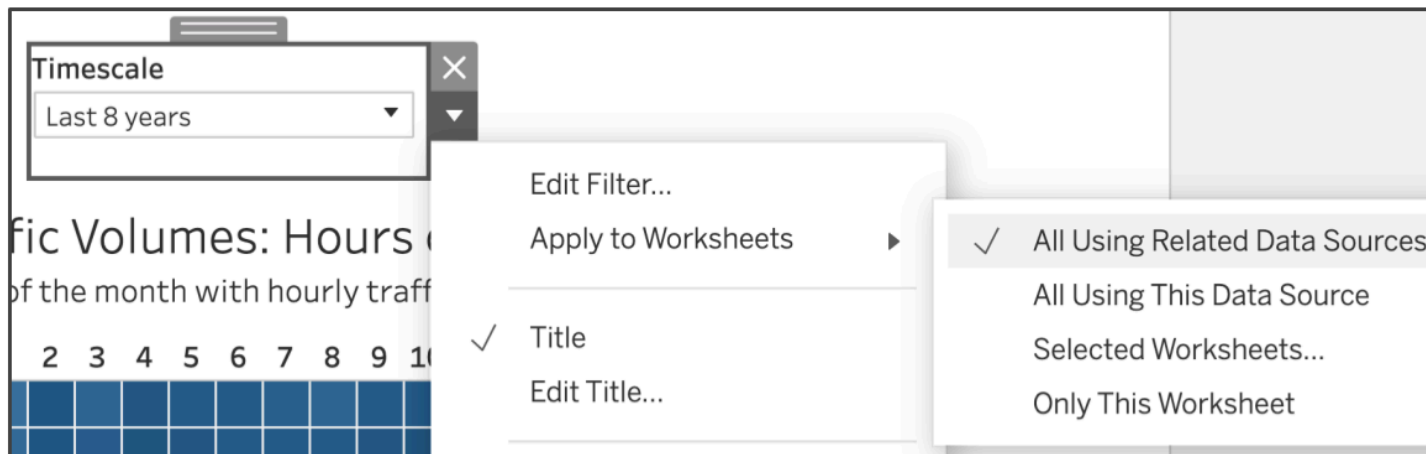 Timescale
Last 8 years
Edit Filter...
Apply to Worksheets
All Using Related Data Sources
All Using This Data Source
Selected Worksheets...
Only This Worksheet
fic Volumes: Hours
of the month with hourly traff
Title
Edit Title...
2 3 4 5 6 7 8 9